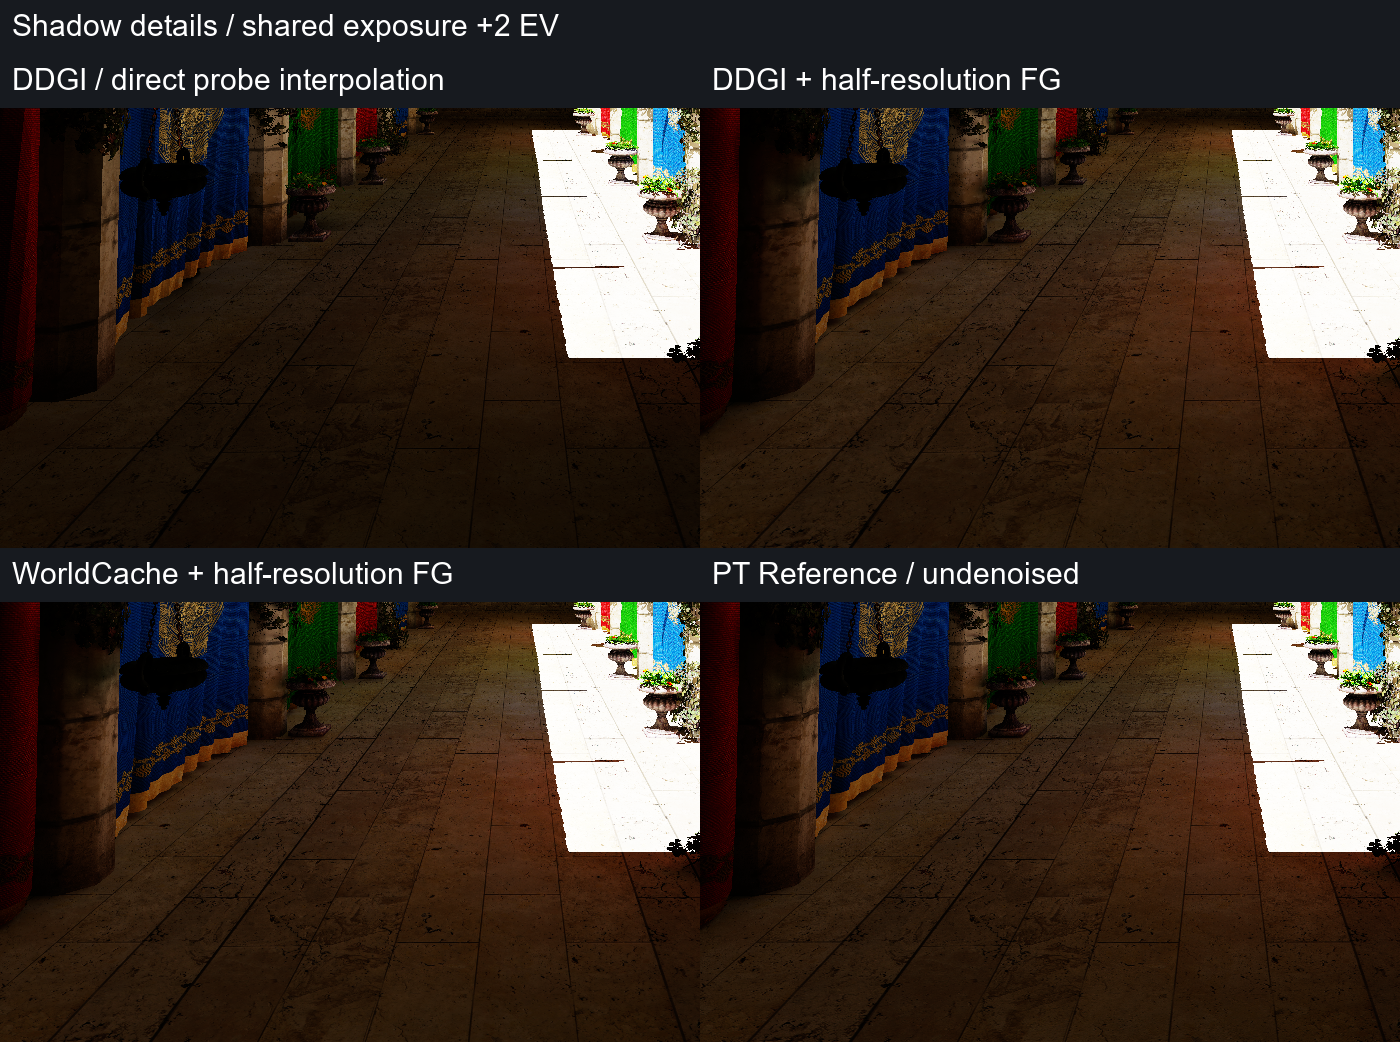 Shadow details / shared exposure +2 EV
DDGI / direct probe interpolation
DDGI + half-resolution FG
WorldCache + half-resolution FG
PT Reference / undenoised